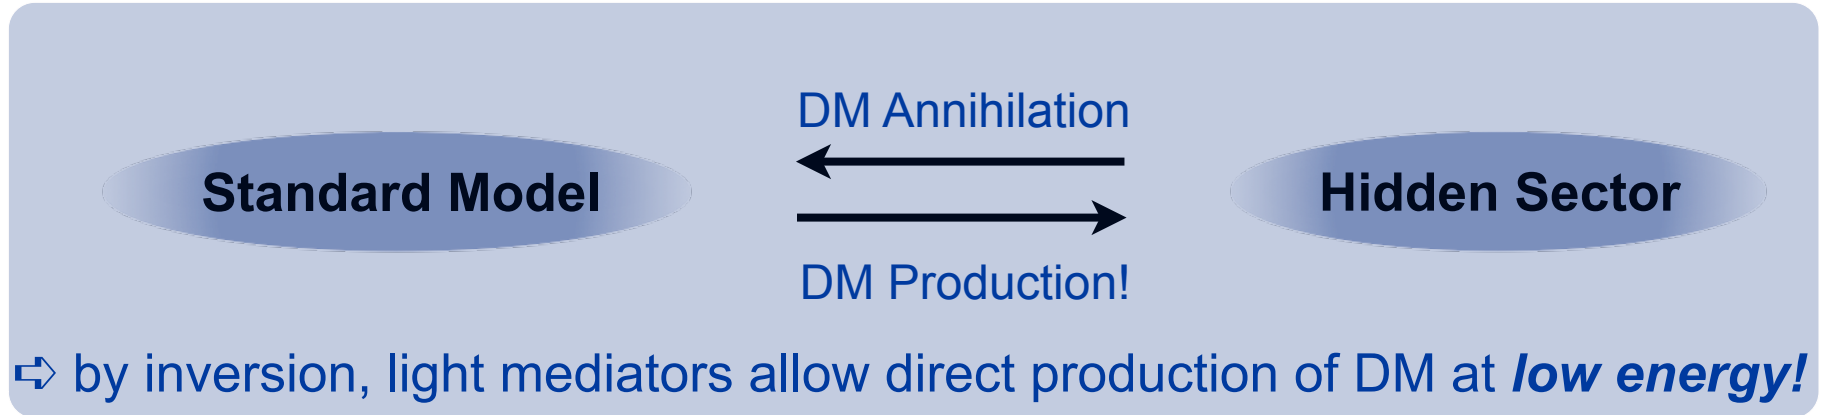 DM Annihilation
Standard Model
Hidden Sector
DM Production!
➪ by inversion, light mediators allow direct production of DM at low energy!